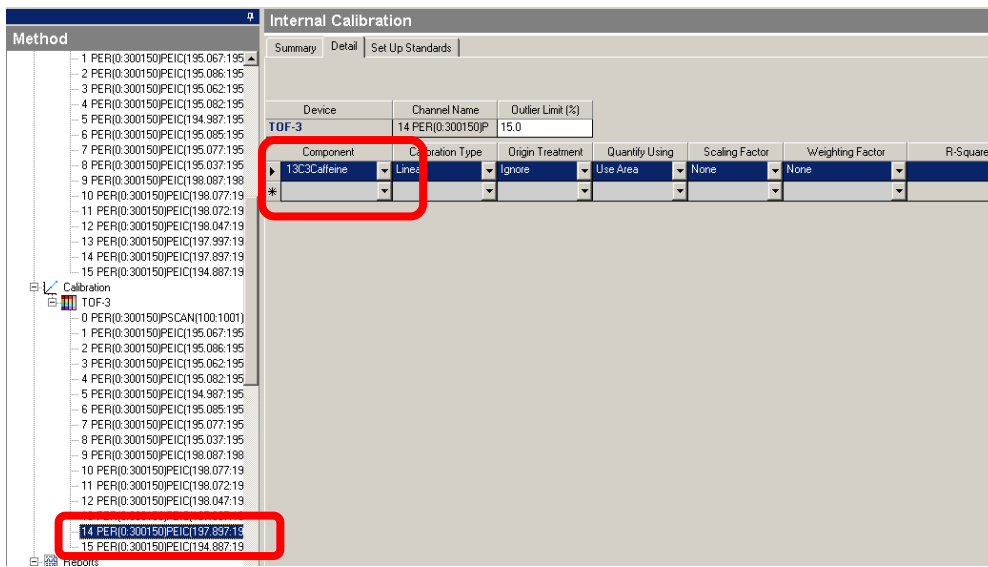 Method
1 PER(0:300150)PEIC(195.067:195
2 PER(0:300150)PEIC(195.086:195
3 PER(0:300150)PEIC(195.062:195
4 PER(0:300150)PEIC(195.082:195
5 PER(0:300150)PEIC(194.987:195
6 PER(0:300150)PEIC(195.085:195
7 PER(0:300150)PEIC(195.077:195
8 PER(0:300150)PEIC(195.037:195
9 PER(0:300150)PEIC(198.087:198
10 PER(0:300150)PEIC(198.077:19
11 PER(0:300150)PEIC(198.072:19
12 PER(0:300150)PEIC(198.047:19
13 PER(0:300150)PEIC(197.997:19
14 PER(0:300150)PEIC(197.897:19
15 PER(0:300150)PEIC(194.887:19
Calibration
TOF-3
0 PER(0:300150)PSCAN(100:1001)
1 PER(0:300150)PEIC(195.067:195
2 PER(0:300150)PEIC(195.086:195
3 PER(0:300150)PEIC(195.062:195
4 PER(0:300150)PEIC(195.082:195
5 PER(0:300150)PEIC(194.987:195
6 PER(0:300150)PEIC(195.085:195
7 PER(0:300150)PEIC(195.077:195
8 PER(0:300150)PEIC(195.037:195
9 PER(0:300150)PEIC(198.087:198
10 PER(0:300150)PEIC(198.077:19
11 PER(0:300150)PEIC(198.072:19
12 PER(0:300150)PEIC(198.047:19
14 PER(0:300150)PEIC(197.897:19
15 PER(0:300150)PEIC(194.887:19
Reports
Internal Calibration
Summary Detail Set Up Standards
Device Channel Name Outlier Limit (%)
TOF-3 14 PER(0:300150)P 15.0
Component Calibration Type Origin Treatment Quantify Using Scaling Factor Weighting Factor R-Square
13C3Caffeine Linea Ignore Use Area None None